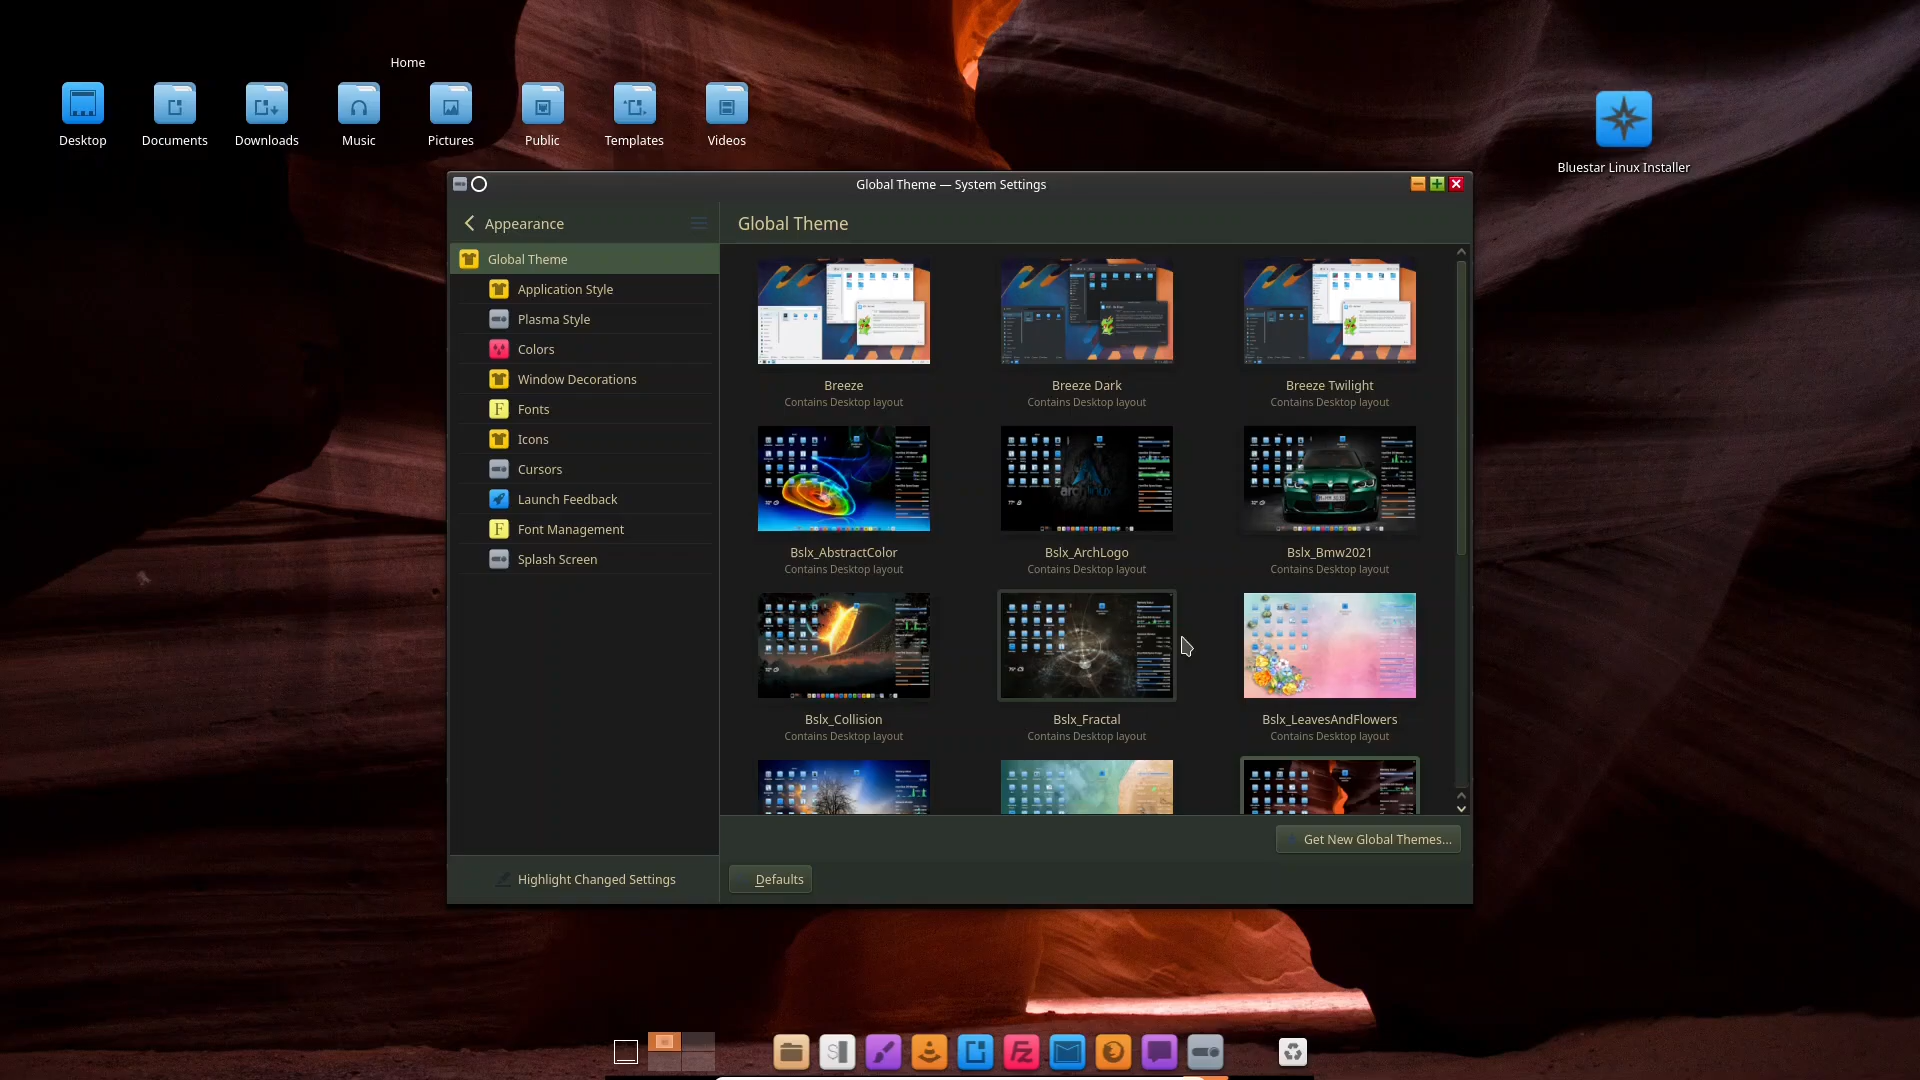 Home
Desktop
Documents
Downloads
Music
Pictures
Public
Templates
Videos
Bluestar Linux Installer
Global Theme — System Settings
Appearance
Global Theme
Application Style
Plasma Style
Colors
Window Decorations
Fonts
Icons
Cursors
Launch Feedback
Font Management
Splash Screen
Highlight Changed Settings
Global Theme
Breeze
Contains Desktop layout
Breeze Dark
Contains Desktop layout
Breeze Twilight
Contains Desktop layout
Bslx_AbstractColor
Contains Desktop layout
Bslx_ArchLogo
Contains Desktop layout
Bslx_Bmw2021
Contains Desktop layout
Bslx_Collision
Contains Desktop layout
Bslx_Fractal
Contains Desktop layout
Bslx_LeavesAndFlowers
Contains Desktop layout
Get New Global Themes...
Defaults